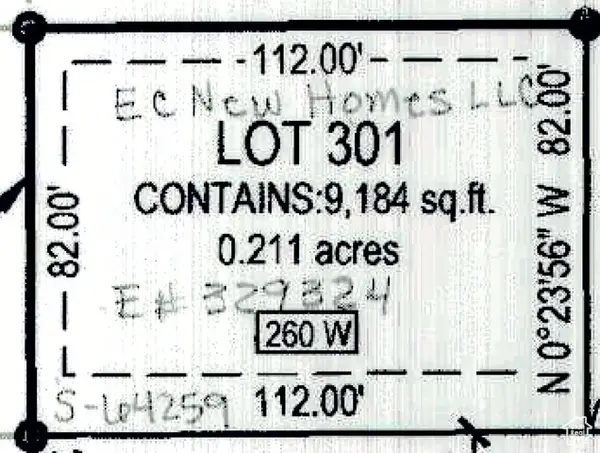 112.00'
EC New Homes LLC
LOT 301
CONTAINS:9,184 sq.ft.
0.211 acres
E# 329324
260 W
S-64259
112.00'
82.00'
N 0°23'56" W 82.00'